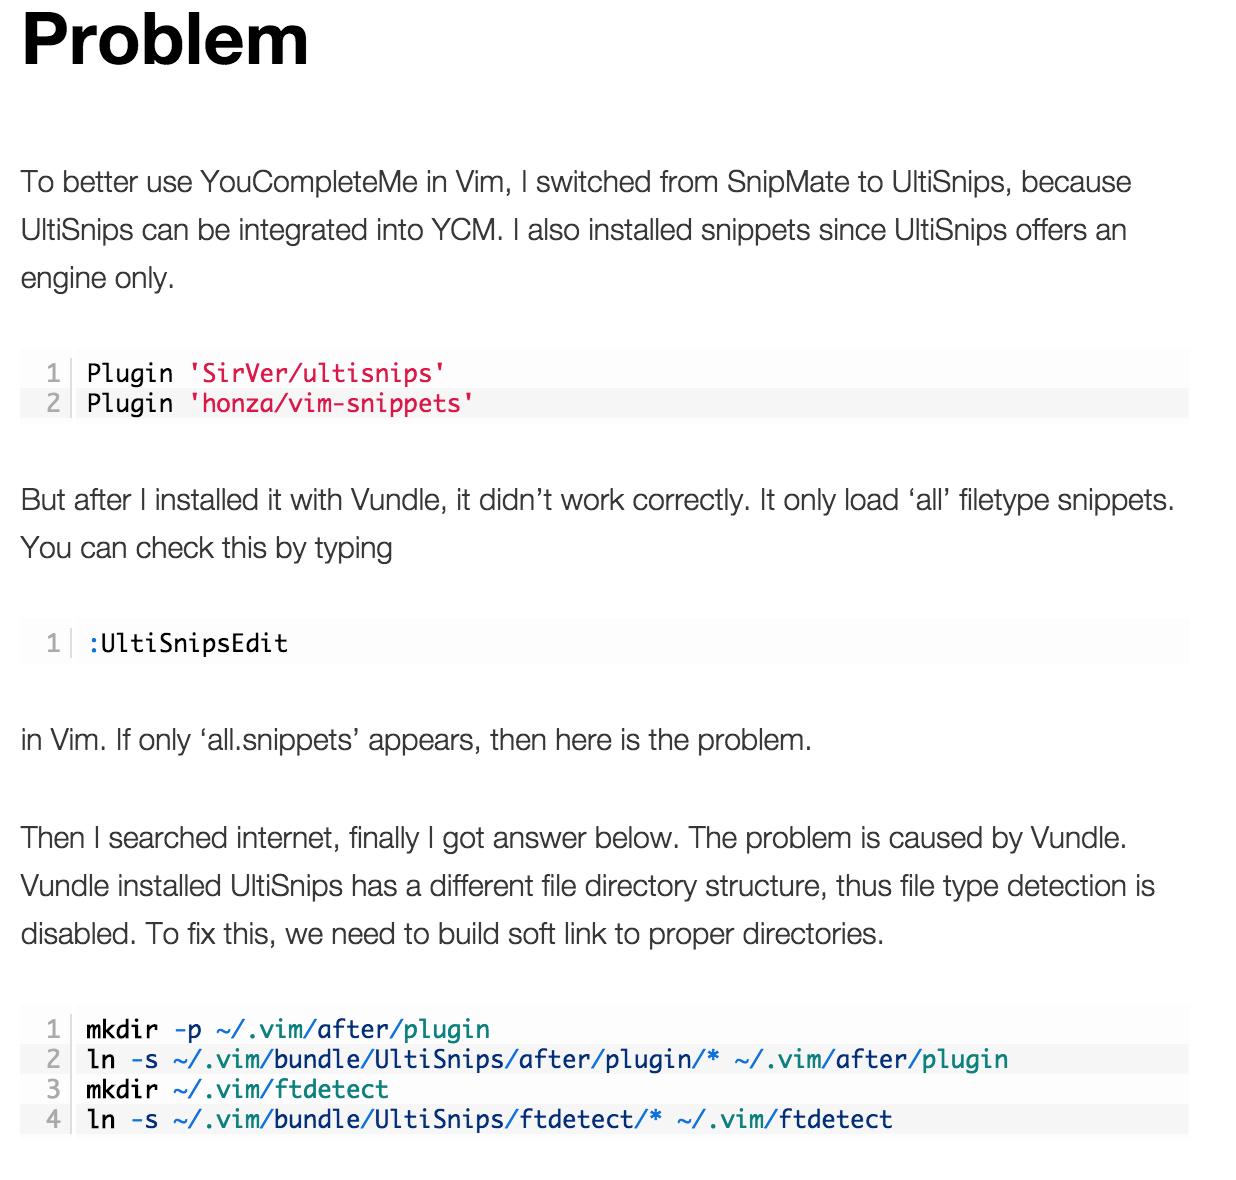 Problem
To better use YouCompleteMe in Vim, I switched from SnipMate to UltiSnips, because
UltiSnips can be integrated into YCM. I also installed snippets since UltiSnips offers an
engine only.
1 Plugin 'SirVer/ultisnips'
2 Plugin 'honza/vim-snippets'
But after I installed it with Vundle, it didn’t work correctly. It only load ‘all’ filetype snippets.
You can check this by typing
1 :UltiSnipsEdit
in Vim. If only ‘all.snippets’ appears, then here is the problem.
Then I searched internet, finally I got answer below. The problem is caused by Vundle.
Vundle installed UltiSnips has a different file directory structure, thus file type detection is
disabled. To fix this, we need to build soft link to proper directories.
1 mkdir -p ~/.vim/after/plugin
2 ln -s ~/.vim/bundle/UltiSnips/after/plugin/* ~/.vim/after/plugin
3 mkdir ~/.vim/ftdetect
4 ln -s ~/.vim/bundle/UltiSnips/ftdetect/* ~/.vim/ftdetect